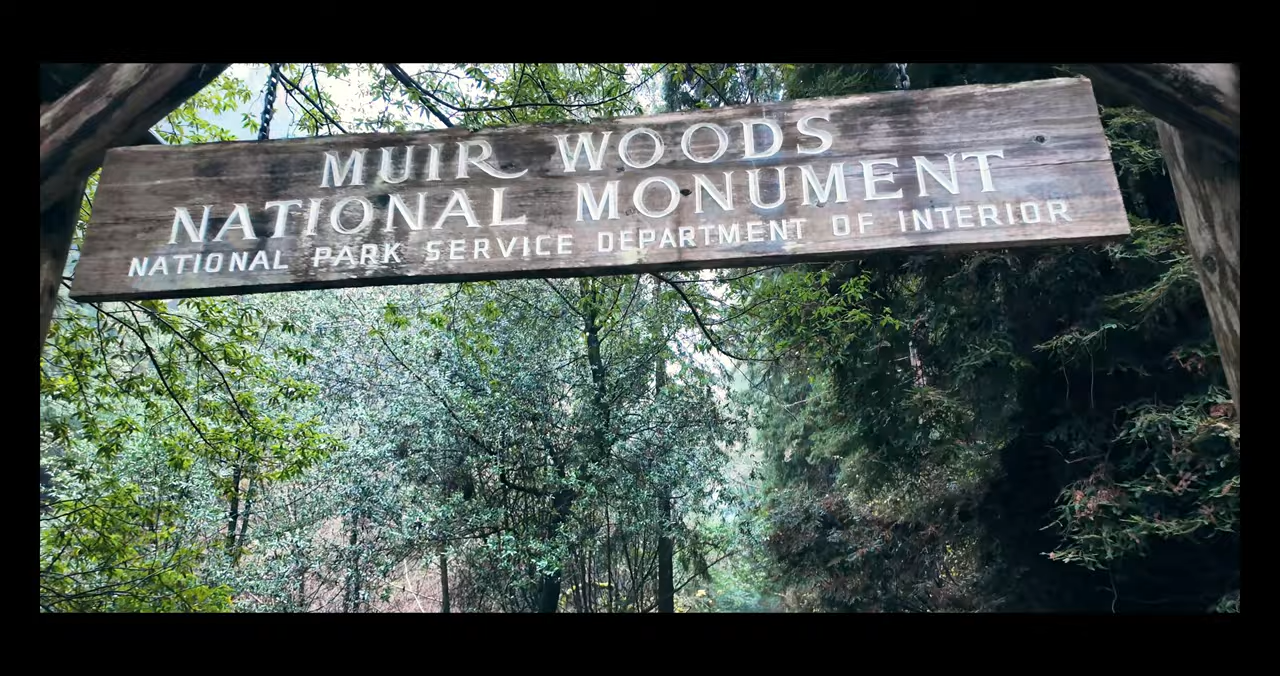 MUIR WOODS
NATIONAL MONUMENT
NATIONAL PARK SERVICE DEPARTMENT OF INTERIOR